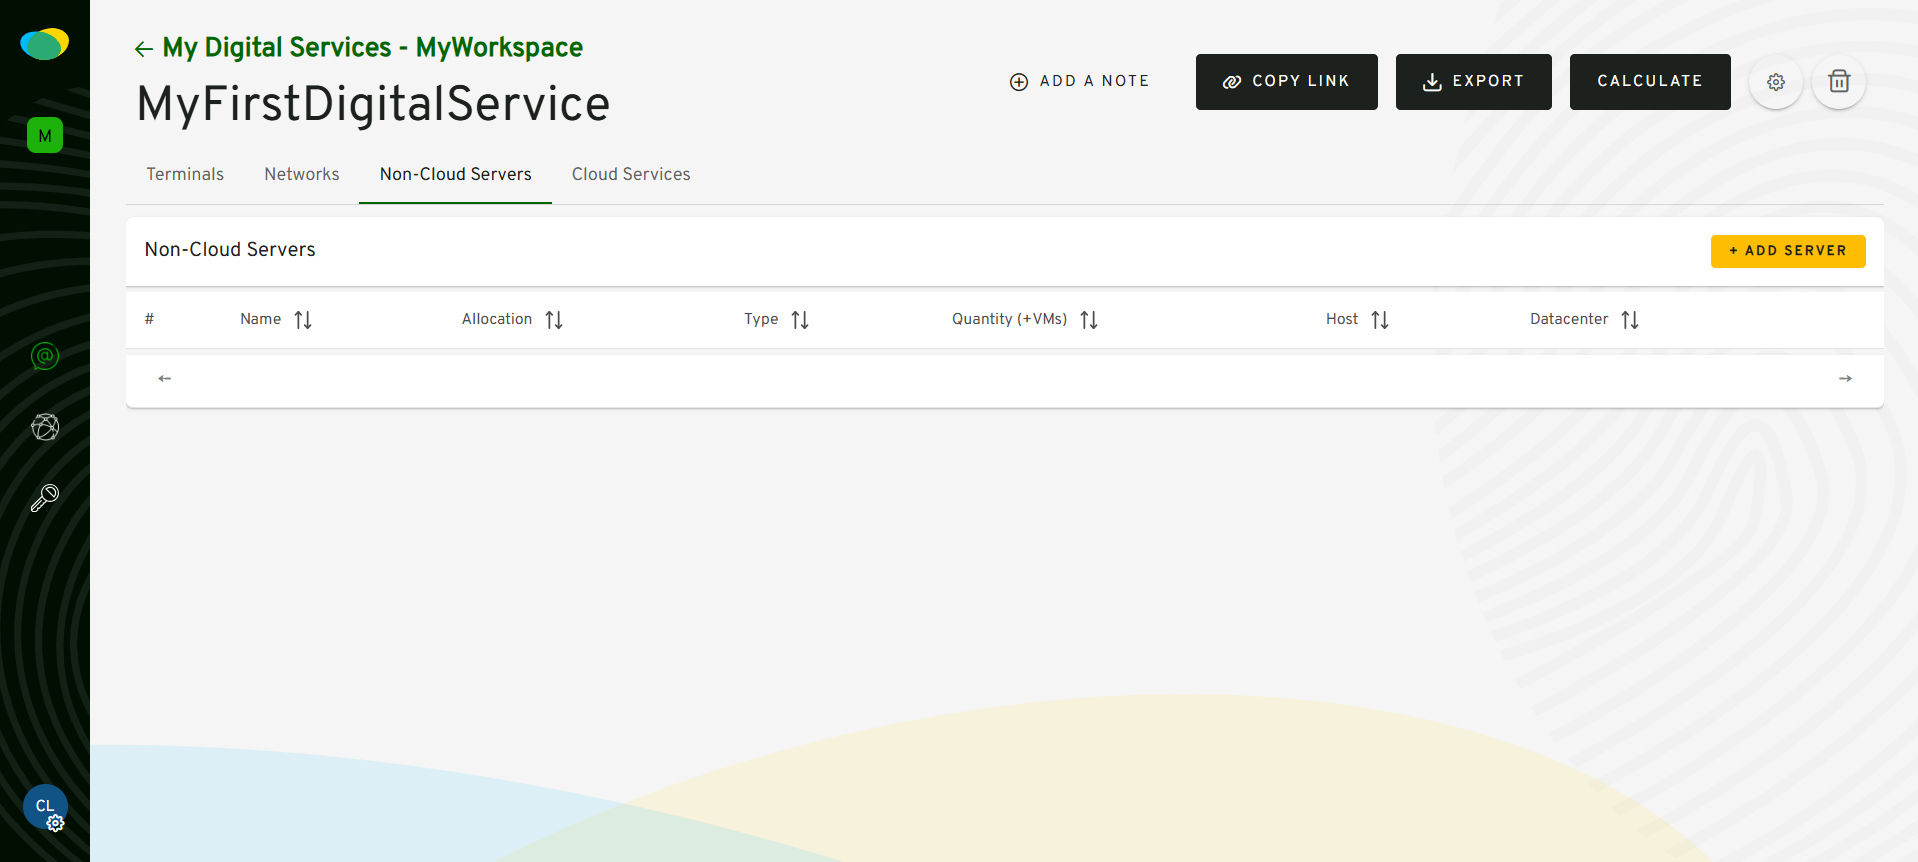 ← My Digital Services - MyWorkspace
MyFirstDigitalService
ADD A NOTE
COPY LINK
EXPORT
CALCULATE
M
Terminals
Networks
Non-Cloud Servers
Cloud Services
Non-Cloud Servers
+ ADD SERVER
#
Name
Allocation
Type
Quantity (+VMs)
Host
Datacenter
←
→
CL